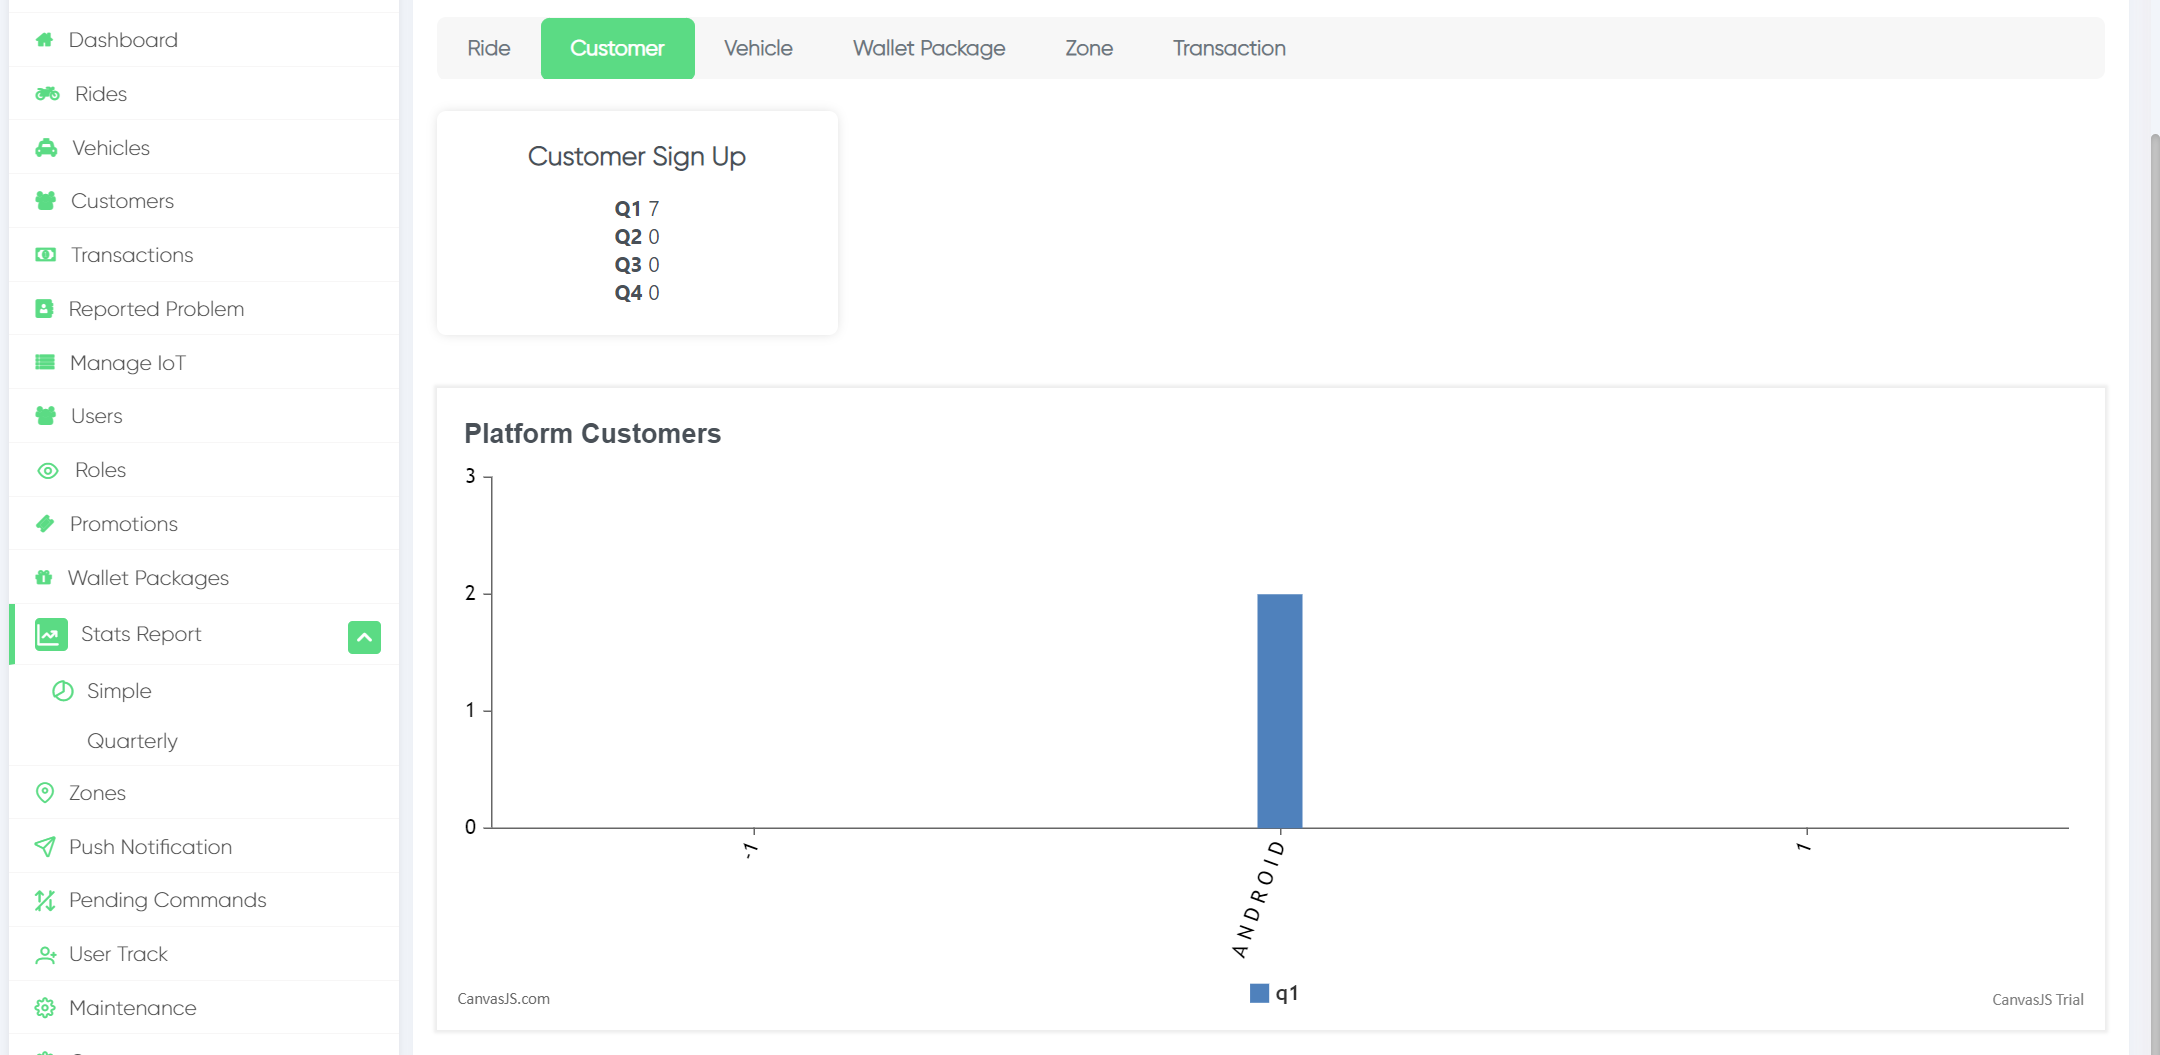 Dashboard
Rides
Vehicles
Customers
Transactions
Reported Problem
Manage IoT
Users
Roles
Promotions
Wallet Packages
Stats Report
Simple
Quarterly
Zones
Push Notification
Pending Commands
User Track
Maintenance
Ride Customer Vehicle Wallet Package Zone Transaction
Customer Sign Up
Q1 7
Q2 0
Q3 0
Q4 0
Platform Customers
3
2
1
0
-1 ANDROID 1
q1
CanvasJS.com
CanvasJS Trial